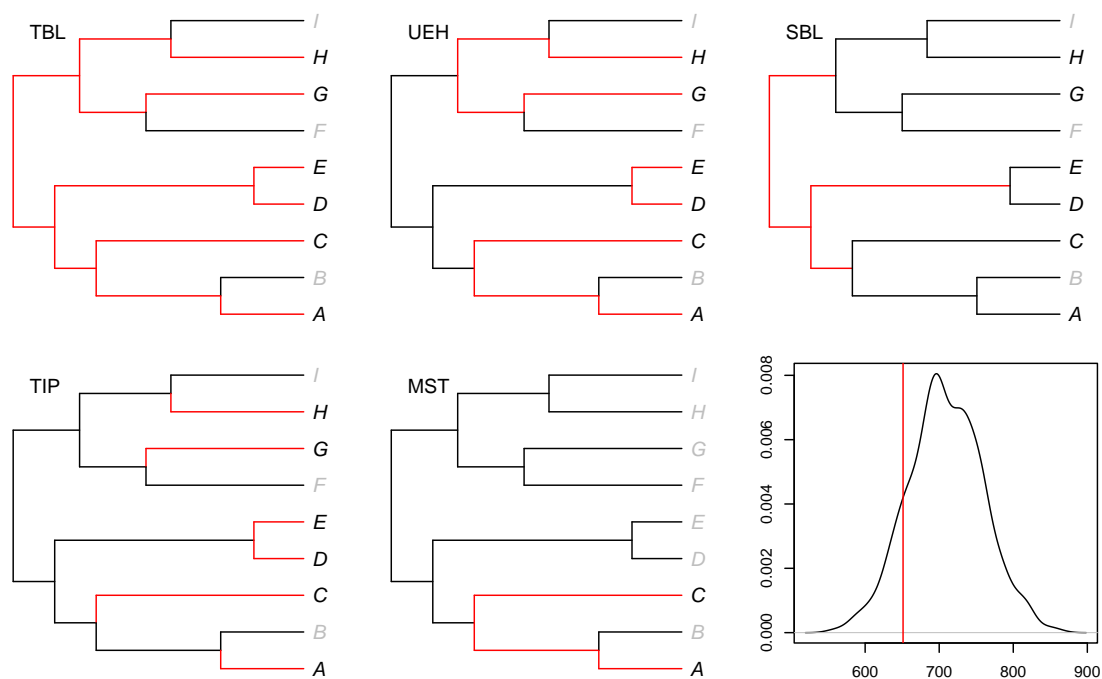 TBL
I
H
G
F
E
D
C
B
A
UEH
I
H
G
F
E
D
C
B
A
SBL
I
H
G
F
E
D
C
B
A
TIP
I
H
G
F
E
D
C
B
A
MST
I
H
G
F
E
D
C
B
A
0.008
0.006
0.004
0.002
0.000
600 700 800 900